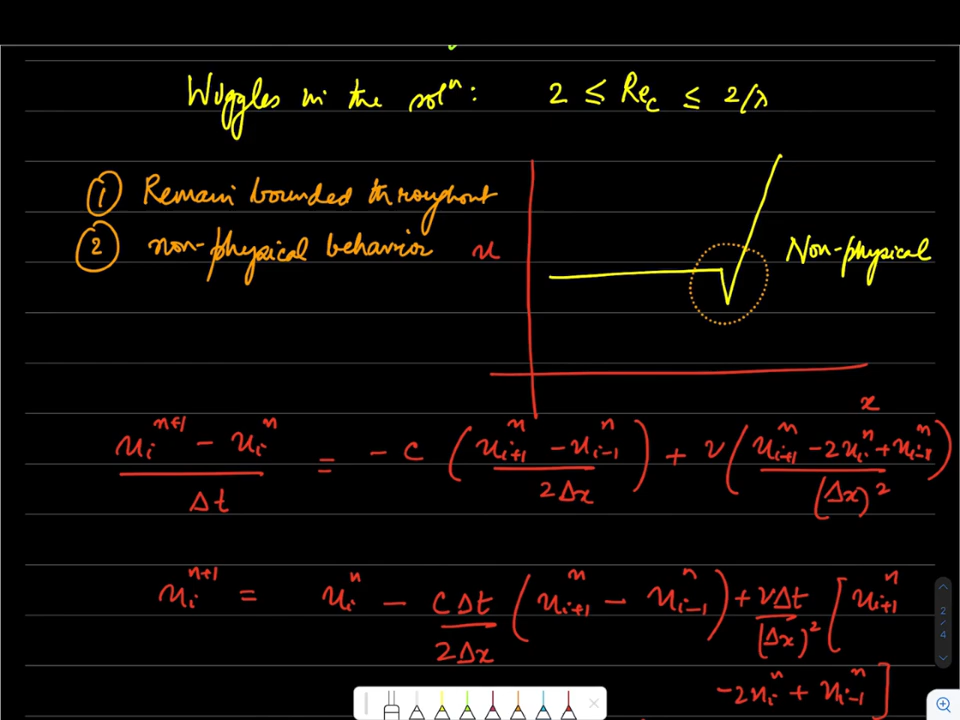 Wiggles in the solⁿ: 2 ≤ Re_c ≤ 2/λ
① Remain bounded throughout
② non-physical behavior
u
Non-physical
x
(u_i^{n+1} - u_i^n)/Δt = - c ((u_{i+1}^n - u_{i-1}^n)/2Δx) + ν ((u_{i+1}^n - 2u_i^n + u_{i-1}^n)/(Δx)²)
u_i^{n+1} = u_i^n - (cΔt/2Δx) (u_{i+1}^n - u_{i-1}^n) + (νΔt/(Δx)²) [u_{i+1}^n
-2u_i^n + u_{i-1}^n]
2
/
4